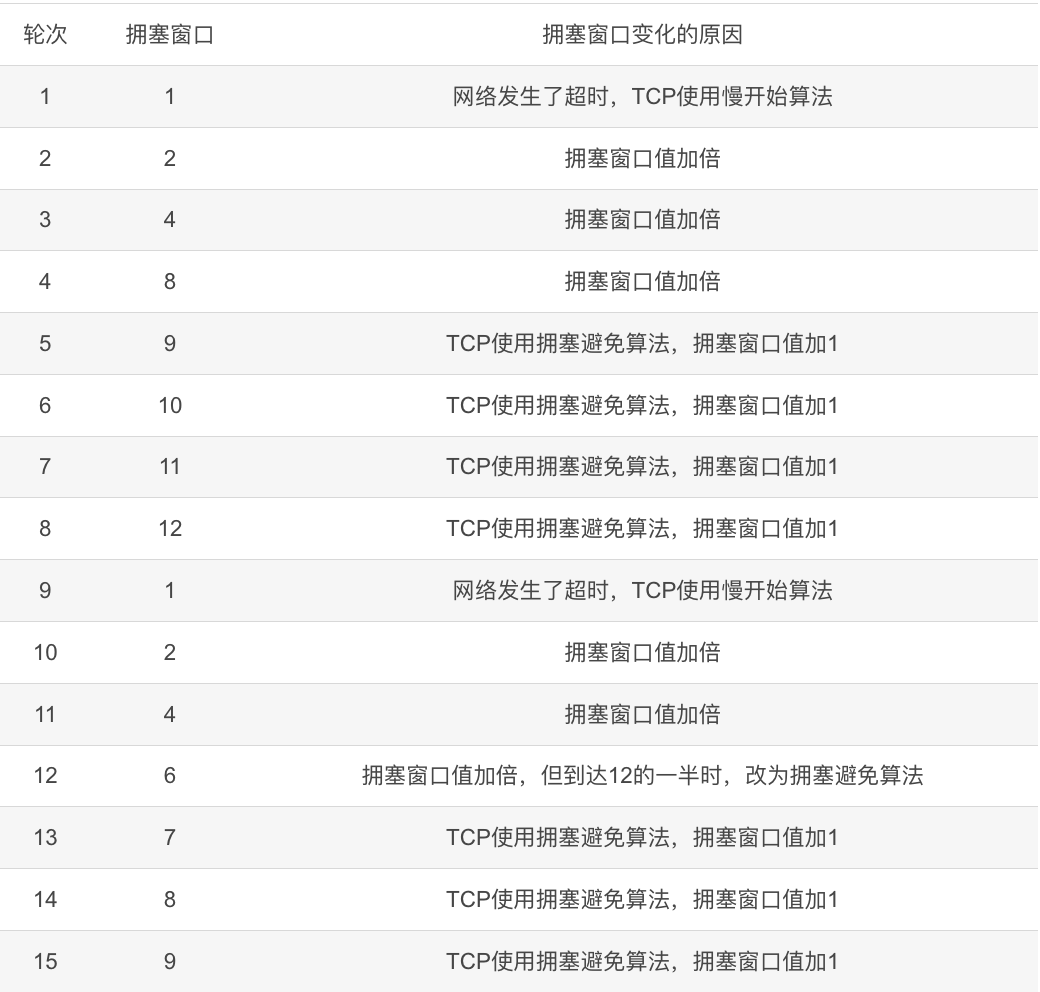 轮次 拥塞窗口 拥塞窗口变化的原因
1 1 网络发生了超时，TCP使用慢开始算法
2 2 拥塞窗口值加倍
3 4 拥塞窗口值加倍
4 8 拥塞窗口值加倍
5 9 TCP使用拥塞避免算法，拥塞窗口值加1
6 10 TCP使用拥塞避免算法，拥塞窗口值加1
7 11 TCP使用拥塞避免算法，拥塞窗口值加1
8 12 TCP使用拥塞避免算法，拥塞窗口值加1
9 1 网络发生了超时，TCP使用慢开始算法
10 2 拥塞窗口值加倍
11 4 拥塞窗口值加倍
12 6 拥塞窗口值加倍，但到达12的一半时，改为拥塞避免算法
13 7 TCP使用拥塞避免算法，拥塞窗口值加1
14 8 TCP使用拥塞避免算法，拥塞窗口值加1
15 9 TCP使用拥塞避免算法，拥塞窗口值加1